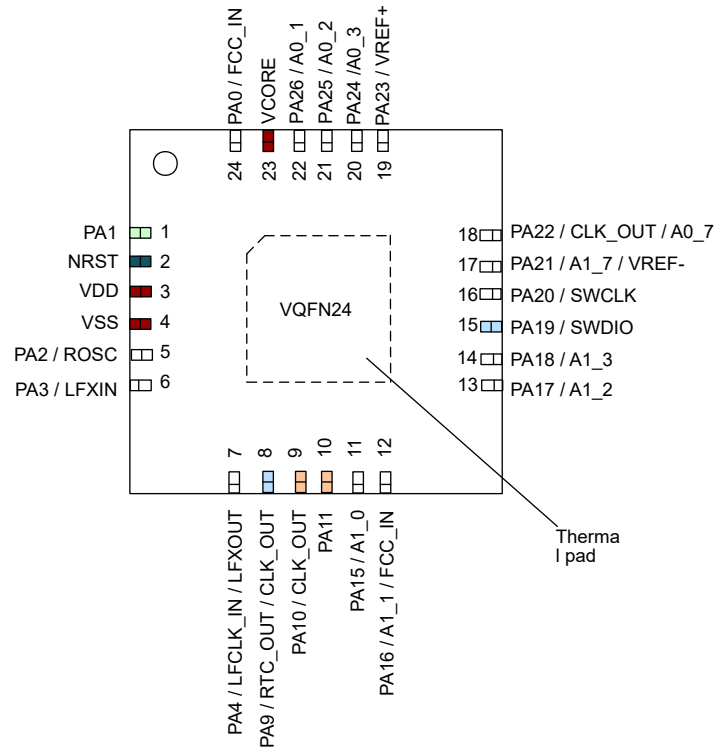 PA0 / FCC_IN
VCORE
PA26 / A0_1
PA25 / A0_2
PA24 /A0_3
PA23 / VREF+
24
23
22
21
20
19
PA1 1
NRST 2
VDD 3
VSS 4
PA2 / ROSC 5
PA3 / LFXIN 6
VQFN24
18 PA22 / CLK_OUT / A0_7
17 PA21 / A1_7 / VREF-
16 PA20 / SWCLK
15 PA19 / SWDIO
14 PA18 / A1_3
13 PA17 / A1_2
7
8
9
10
11
12
PA4 / LFCLK_IN / LFXOUT
PA9 / RTC_OUT / CLK_OUT
PA10 / CLK_OUT
PA11
PA15 / A1_0
PA16 / A1_1 / FCC_IN
Therma
l pad